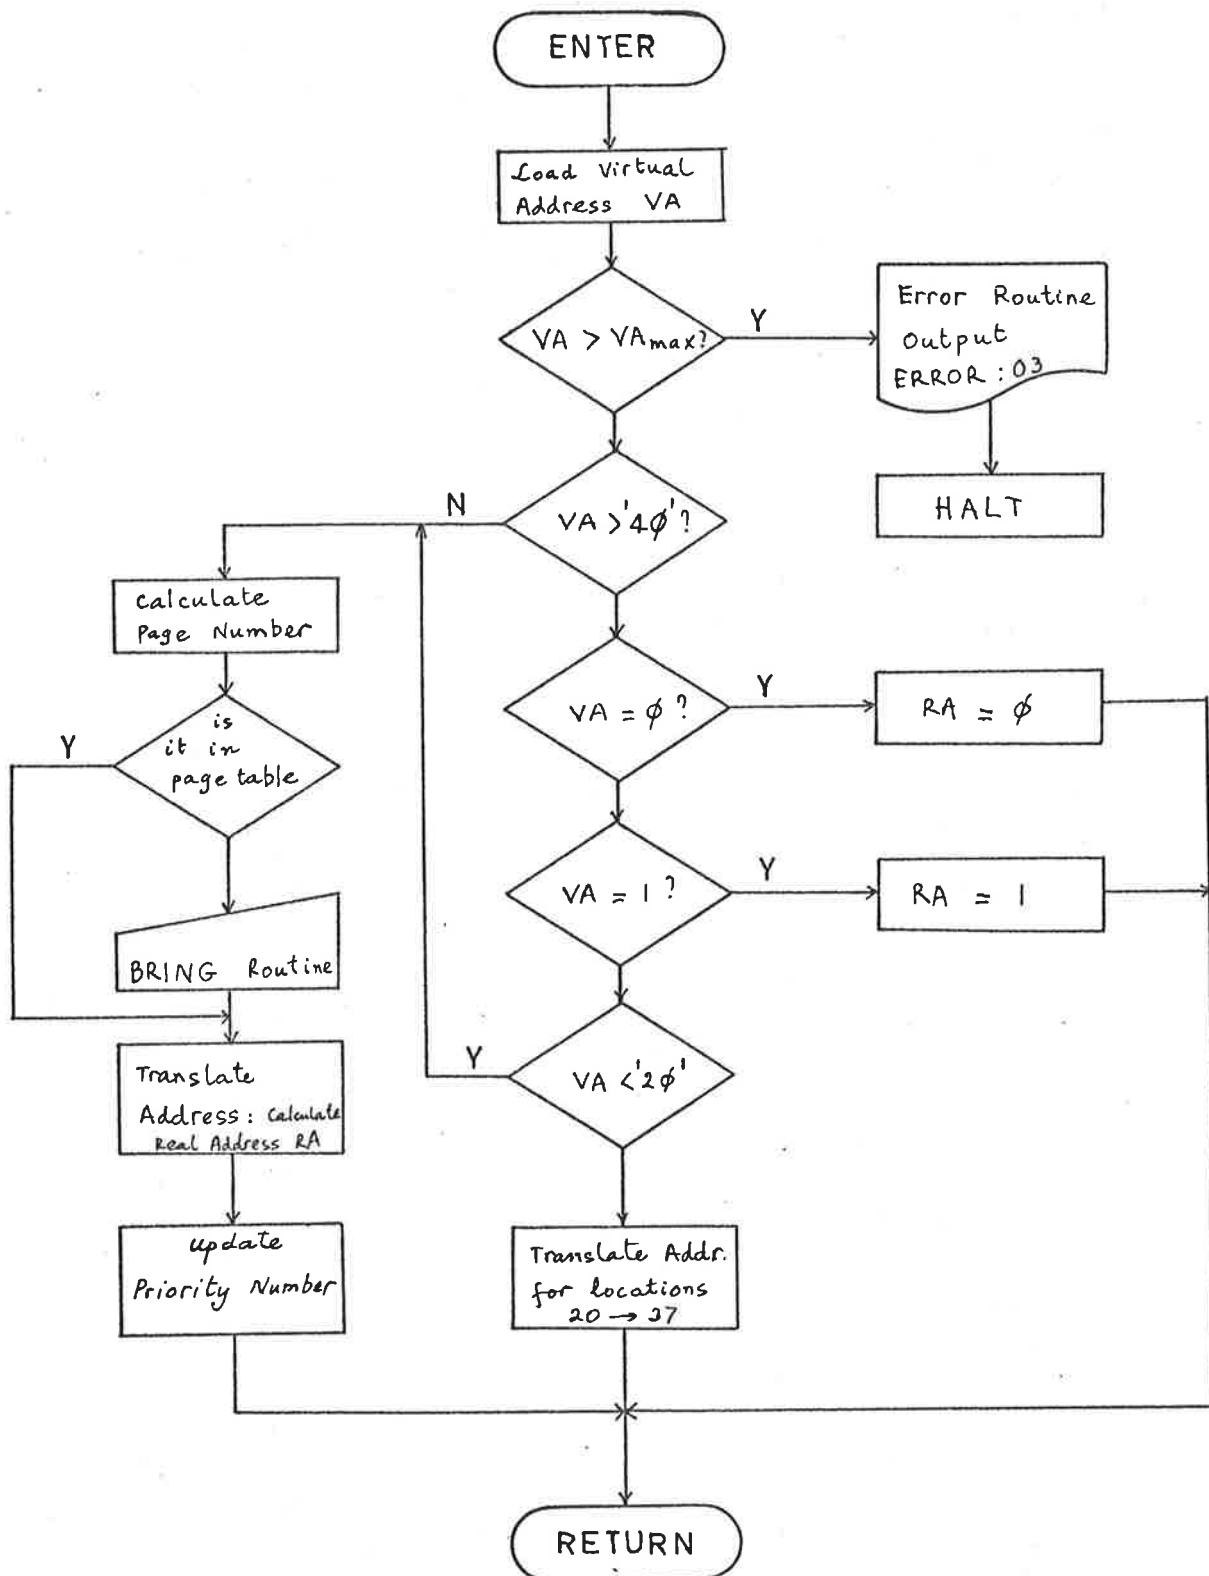 ENTER
Load Virtual
Address VA
VA > VAmax?
Y
Error Routine
Output
ERROR : 03
HALT
VA >'4ϕ'?
N
Calculate
Page Number
VA = ϕ ?
Y
RA = ϕ
is
it in
page table
Y
VA = 1 ?
Y
RA = 1
BRING Routine
VA <'2ϕ'
Y
Translate
Address: Calculate
Real Address RA
Update
Priority Number
Translate Addr.
for locations
20 → 37
RETURN